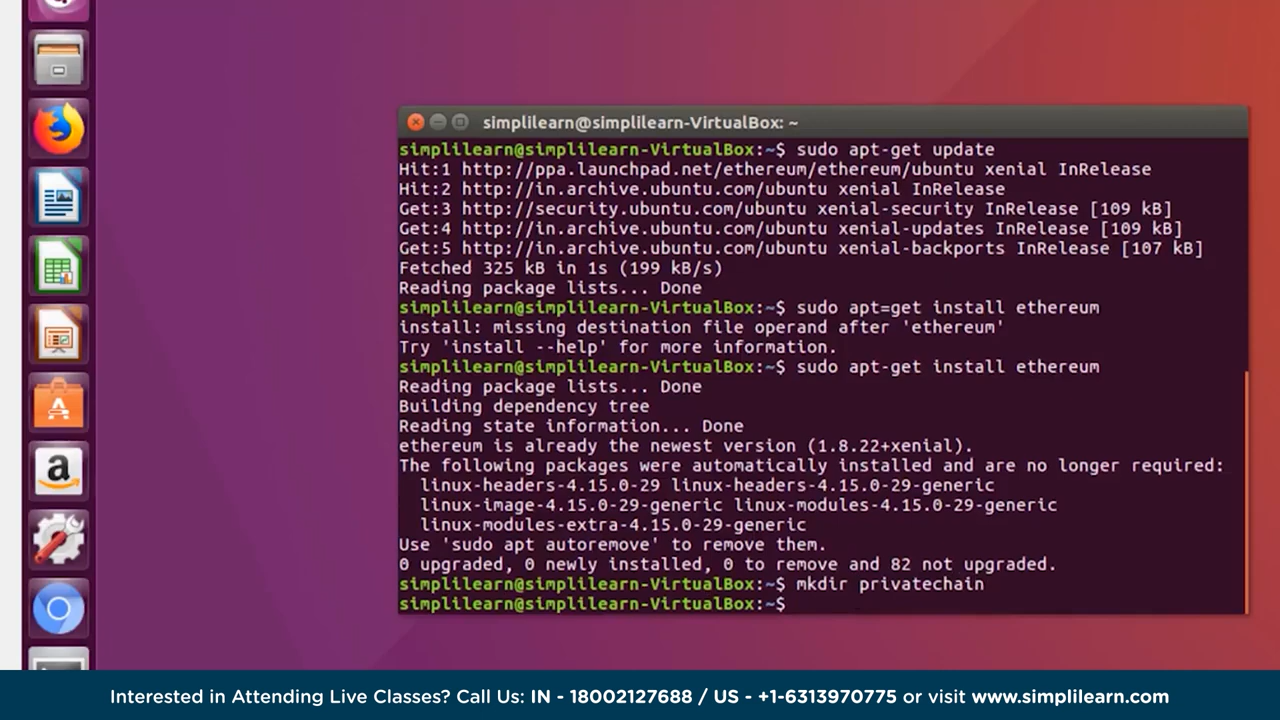 simplilearn@simplilearn-VirtualBox: ~
simplilearn@simplilearn-VirtualBox:~$ sudo apt-get update
Hit:1 http://ppa.launchpad.net/ethereum/ethereum/ubuntu xenial InRelease
Hit:2 http://in.archive.ubuntu.com/ubuntu xenial InRelease
Get:3 http://security.ubuntu.com/ubuntu xenial-security InRelease [109 kB]
Get:4 http://in.archive.ubuntu.com/ubuntu xenial-updates InRelease [109 kB]
Get:5 http://in.archive.ubuntu.com/ubuntu xenial-backports InRelease [107 kB]
Fetched 325 kB in 1s (199 kB/s)
Reading package lists... Done
simplilearn@simplilearn-VirtualBox:~$ sudo apt=get install ethereum
install: missing destination file operand after 'ethereum'
Try 'install --help' for more information.
simplilearn@simplilearn-VirtualBox:~$ sudo apt-get install ethereum
Reading package lists... Done
Building dependency tree
Reading state information... Done
ethereum is already the newest version (1.8.22+xenial).
The following packages were automatically installed and are no longer required:
linux-headers-4.15.0-29 linux-headers-4.15.0-29-generic
linux-image-4.15.0-29-generic linux-modules-4.15.0-29-generic
linux-modules-extra-4.15.0-29-generic
Use 'sudo apt autoremove' to remove them.
0 upgraded, 0 newly installed, 0 to remove and 82 not upgraded.
simplilearn@simplilearn-VirtualBox:~$ mkdir privatechain
simplilearn@simplilearn-VirtualBox:~$
Interested in Attending Live Classes? Call Us: IN - 18002127688 / US - +1-6313970775 or visit www.simplilearn.com